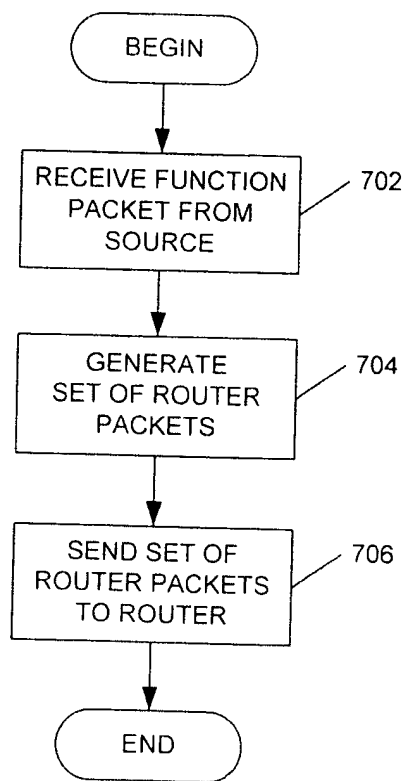 BEGIN
RECEIVE FUNCTION
PACKET FROM
SOURCE
702
GENERATE
SET OF ROUTER
PACKETS
704
SEND SET OF
ROUTER PACKETS
TO ROUTER
706
END